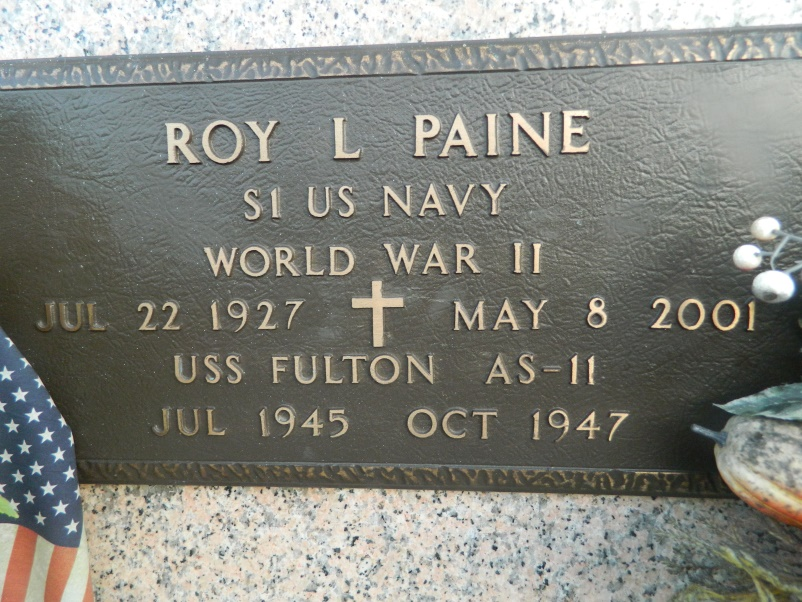 ROY L PAINE
S1 US NAVY
WORLD WAR II
JUL 22 1927 MAY 8 2001
USS FULTON AS-11
JUL 1945 OCT 1947